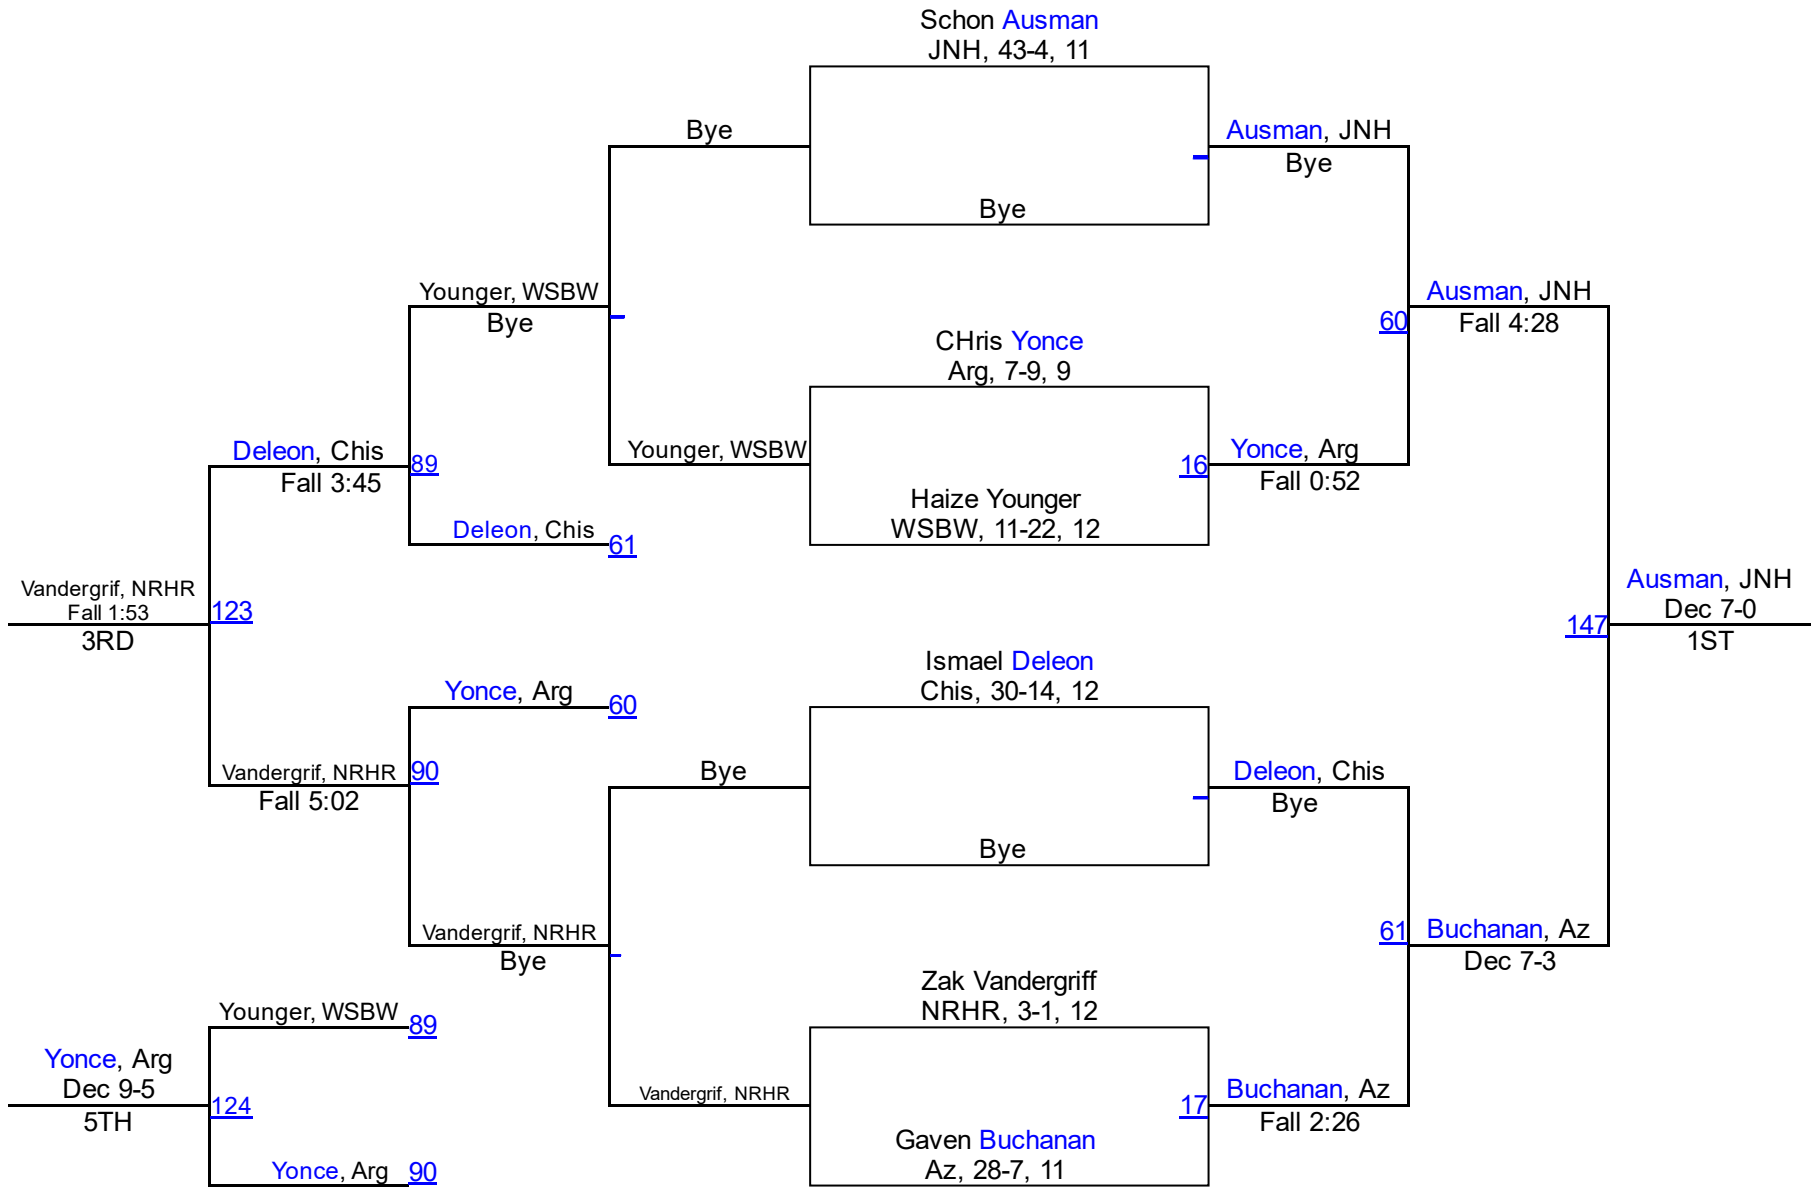 Schon Ausman
JNH, 43-4, 11
Bye
Ausman, JNH
Bye
Bye
Younger, WSBW
Bye
Ausman, JNH
60
Fall 4:28
CHris Yonce
Arg, 7-9, 9
Deleon, Chis
89
Fall 3:45
Younger, WSBW
16
Yonce, Arg
Fall 0:52
Haize Younger
WSBW, 11-22, 12
Deleon, Chis
61
Vandergrif, NRHR
Fall 1:53
123
3RD
Ausman, JNH
Dec 7-0
147
1ST
Ismael Deleon
Chis, 30-14, 12
Yonce, Arg
60
Vandergrif, NRHR
90
Fall 5:02
Bye
Deleon, Chis
Bye
Bye
Vandergrif, NRHR
Bye
61
Buchanan, Az
Dec 7-3
Zak Vandergriff
NRHR, 3-1, 12
Younger, WSBW
89
Yonce, Arg
Dec 9-5
124
5TH
Vandergrif, NRHR
17
Buchanan, Az
Fall 2:26
Gaven Buchanan
Az, 28-7, 11
Yonce, Arg
90